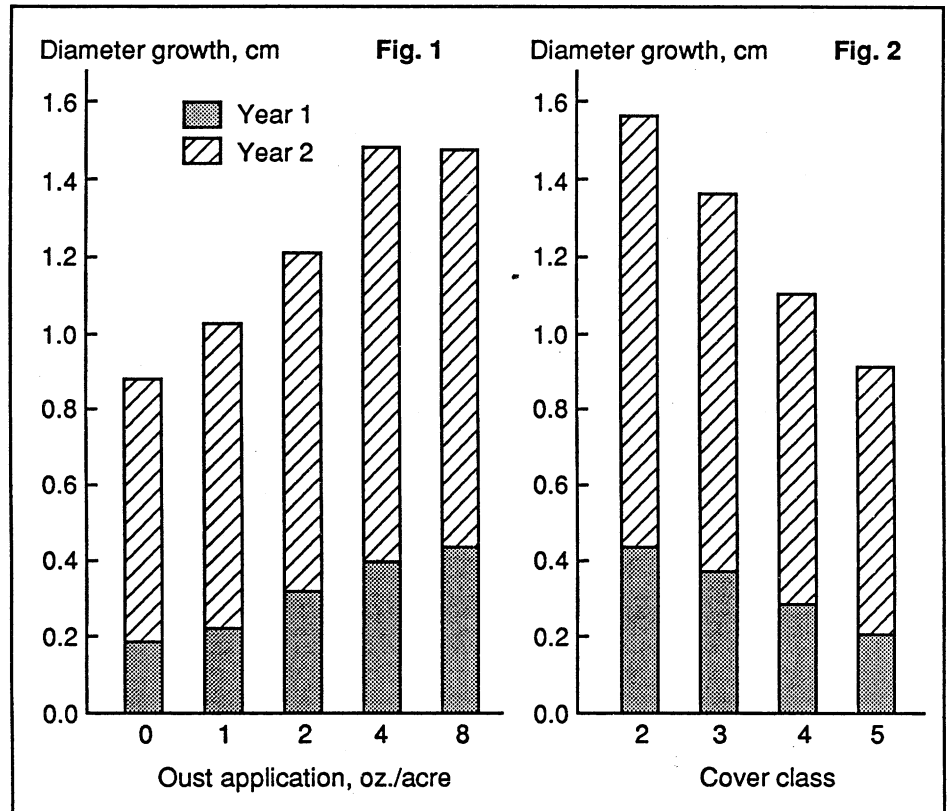 Diameter growth, cm Fig. 1
1.6
1.4
1.2
1.0
0.8
0.6
0.4
0.2
0.0
Year 1
Year 2
0 1 2 4 8
Oust application, oz./acre
Diameter growth, cm Fig. 2
1.6
1.4
1.2
1.0
0.8
0.6
0.4
0.2
0.0
2 3 4 5
Cover class